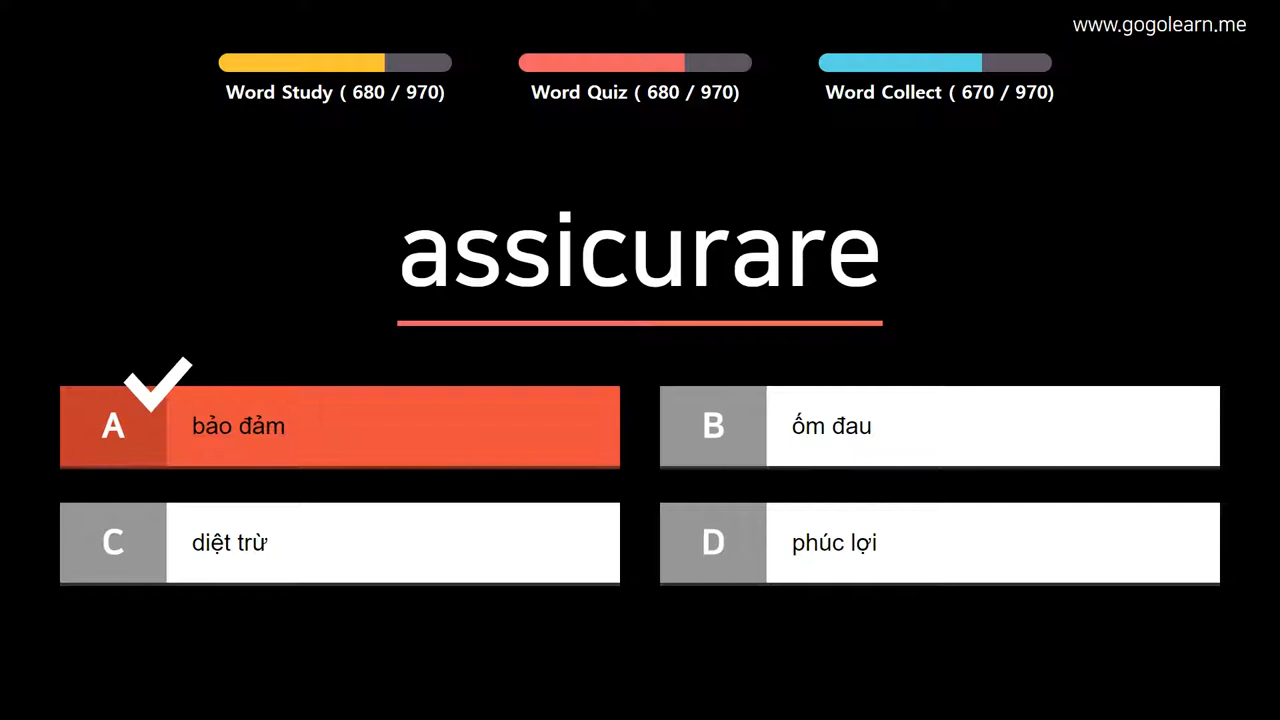 www.gogolearn.me
Word Study ( 680 / 970)
Word Quiz ( 680 / 970)
Word Collect ( 670 / 970)
assicurare
A bảo đảm
B ốm đau
C diệt trừ
D phúc lợi